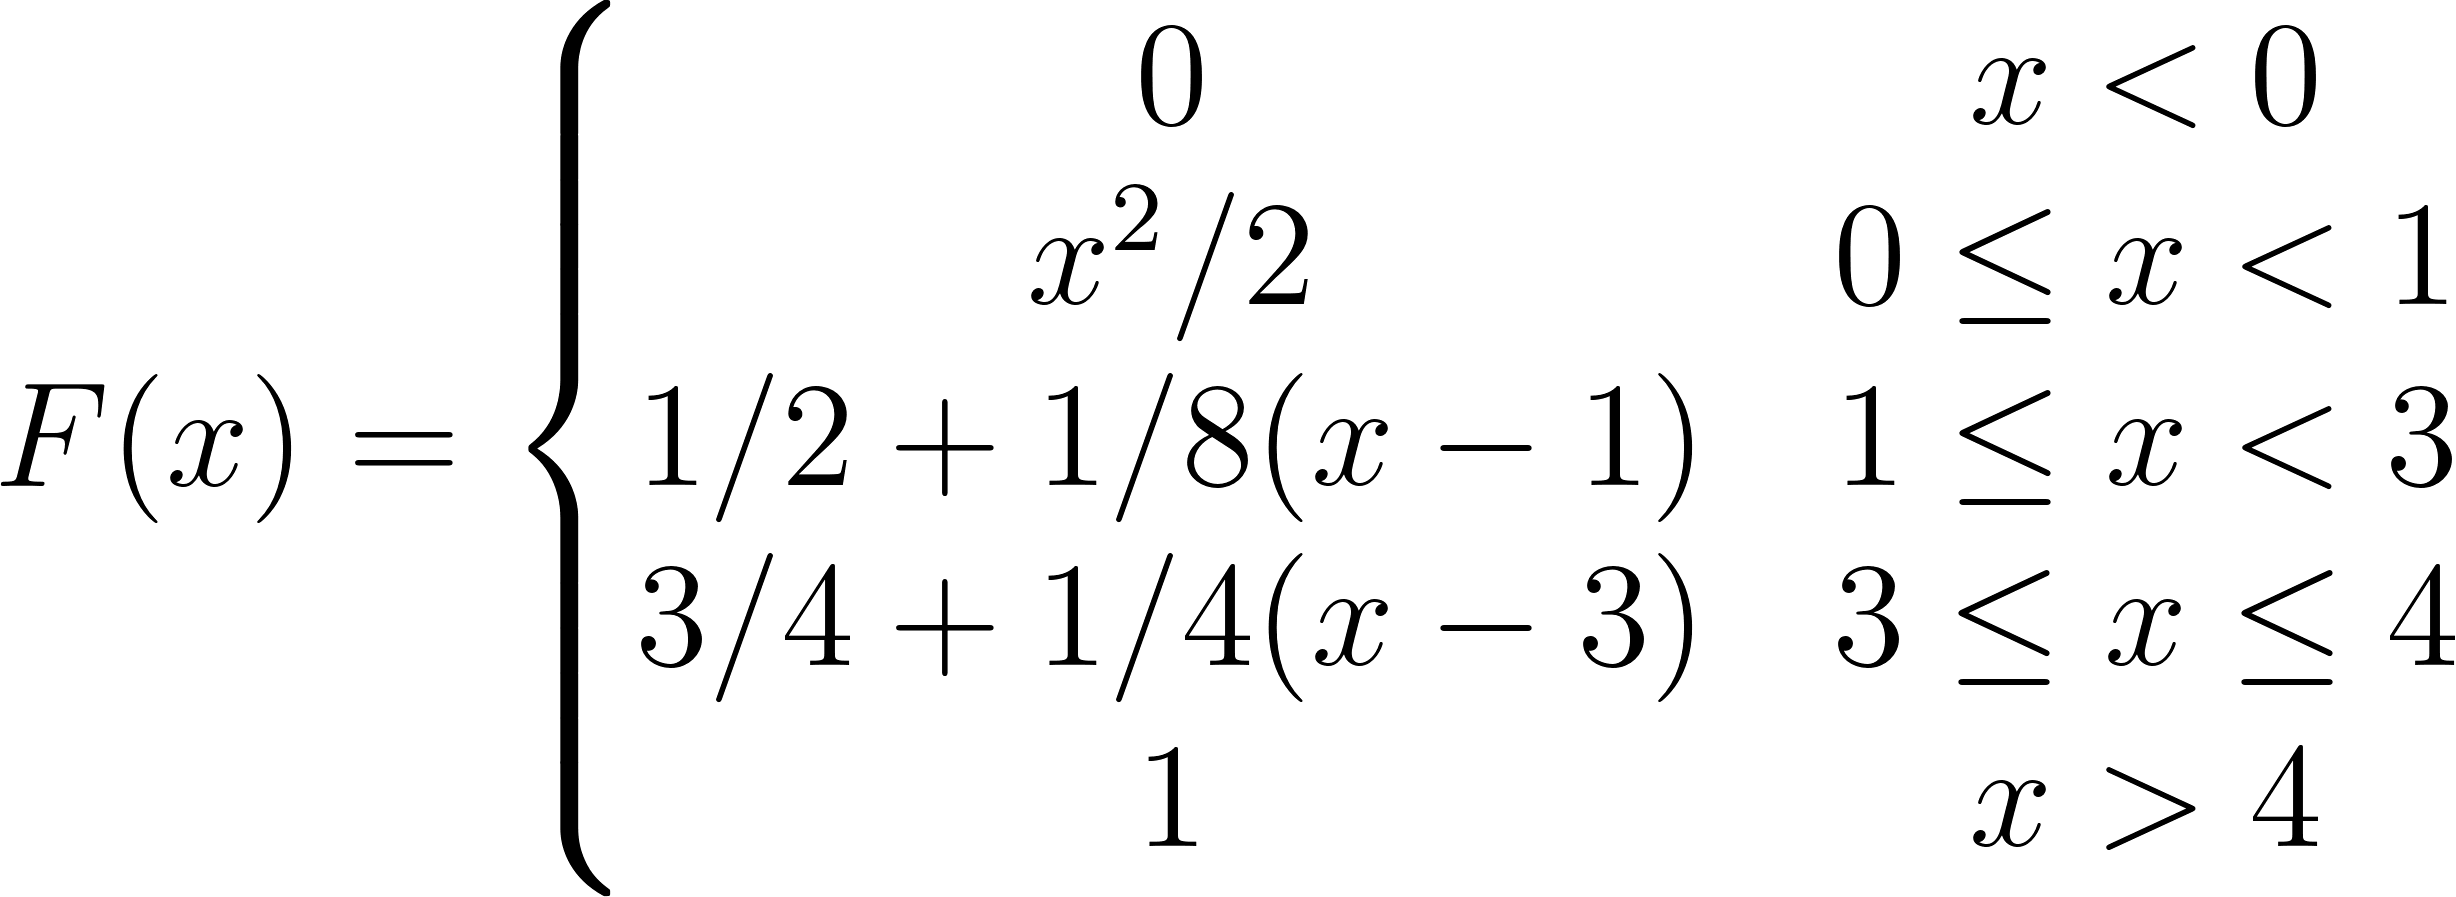 0 x < 0
x²/2 0 ≤ x < 1
F(x) = { 1/2 + 1/8(x − 1) 1 ≤ x < 3
3/4 + 1/4(x − 3) 3 ≤ x ≤ 4
1 x > 4